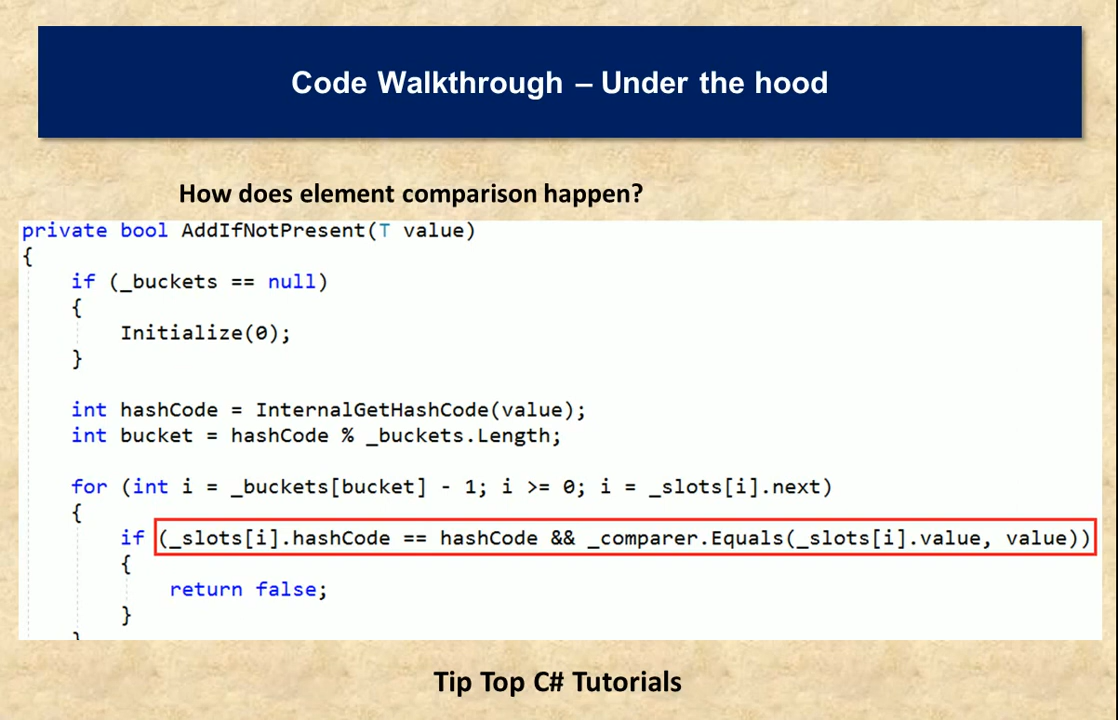 Code Walkthrough – Under the hood
How does element comparison happen?
private bool AddIfNotPresent(T value)
{
    if (_buckets == null)
    {
        Initialize(0);
    }
    int hashCode = InternalGetHashCode(value);
    int bucket = hashCode % _buckets.Length;
    for (int i = _buckets[bucket] - 1; i >= 0; i = _slots[i].next)
    {
        if (_slots[i].hashCode == hashCode && _comparer.Equals(_slots[i].value, value))
        {
            return false;
        }
    }
Tip Top C# Tutorials